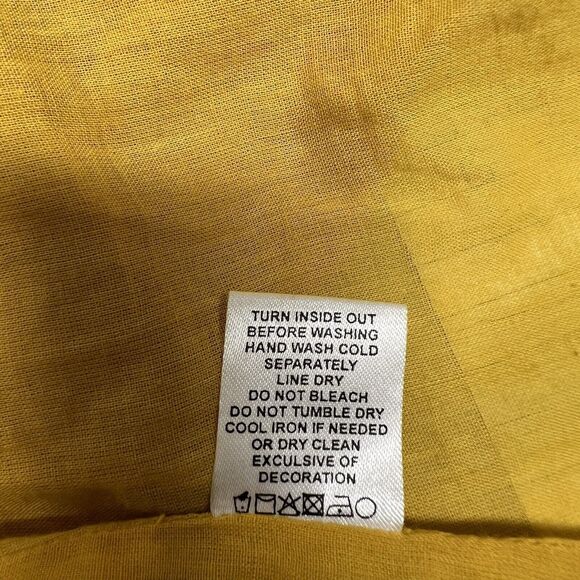 TURN INSIDE OUT
BEFORE WASHING
HAND WASH COLD
SEPARATELY
LINE DRY
DO NOT BLEACH
DO NOT TUMBLE DRY
COOL IRON IF NEEDED
OR DRY CLEAN
EXCULSIVE OF
DECORATION